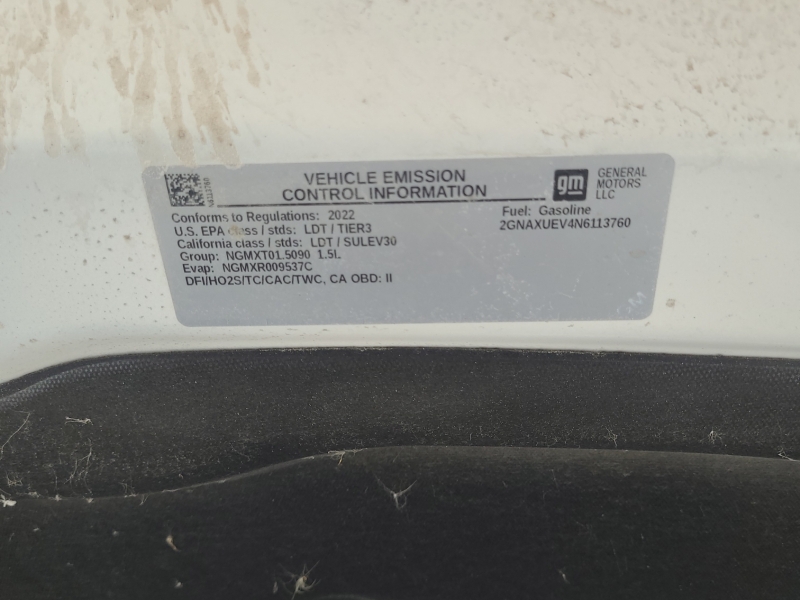 VEHICLE EMISSION
CONTROL INFORMATION
gm
GENERAL
MOTORS
LLC
Conforms to Regulations: 2022
U.S. EPA class / stds: LDT / TIER3
California class / stds: LDT / SULEV30
Group: NGMXT01.5090 1.5L
Evap: NGMXR009537C
DFI/HO2S/TC/CAC/TWC, CA OBD: II
Fuel: Gasoline
2GNAXUEV4N6113760